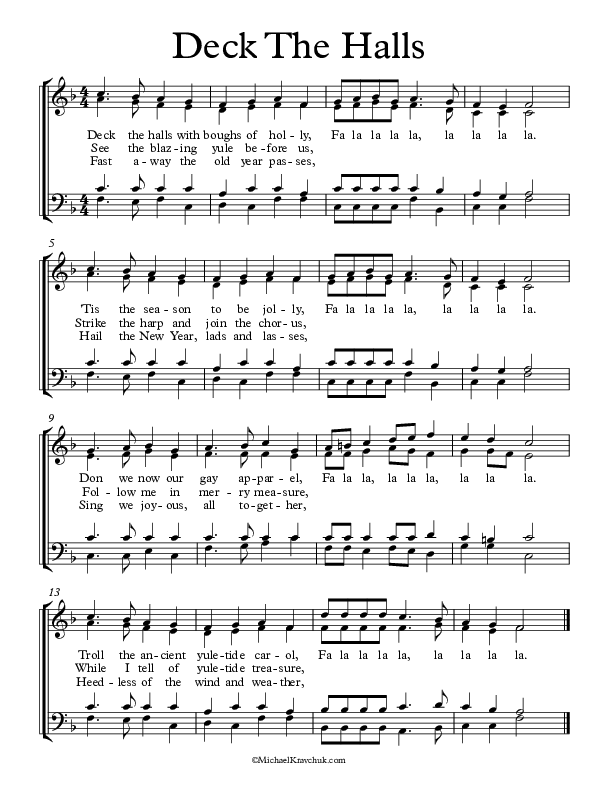 Deck The Halls
Deck the halls with boughs of hol-ly, Fa la la la la, la la la la.
See the blaz-ing yule be-fore us,
Fast a-way the old year pas-ses,
5
'Tis the sea-son to be jol-ly, Fa la la la la, la la la la.
Strike the harp and join the chor-us,
Hail the New Year, lads and las-ses,
9
Don we now our gay ap-par-el, Fa la la, la la la, la la la.
Fol-low me in mer-ry mea-sure,
Sing we joy-ous, all to-get-her,
13
Troll the an-cient yule-tide car-ol, Fa la la la la, la la la la.
While I tell of yule-tide trea-sure,
Heed-less of the wind and wea-ther,
©MichaelKravchuk.com